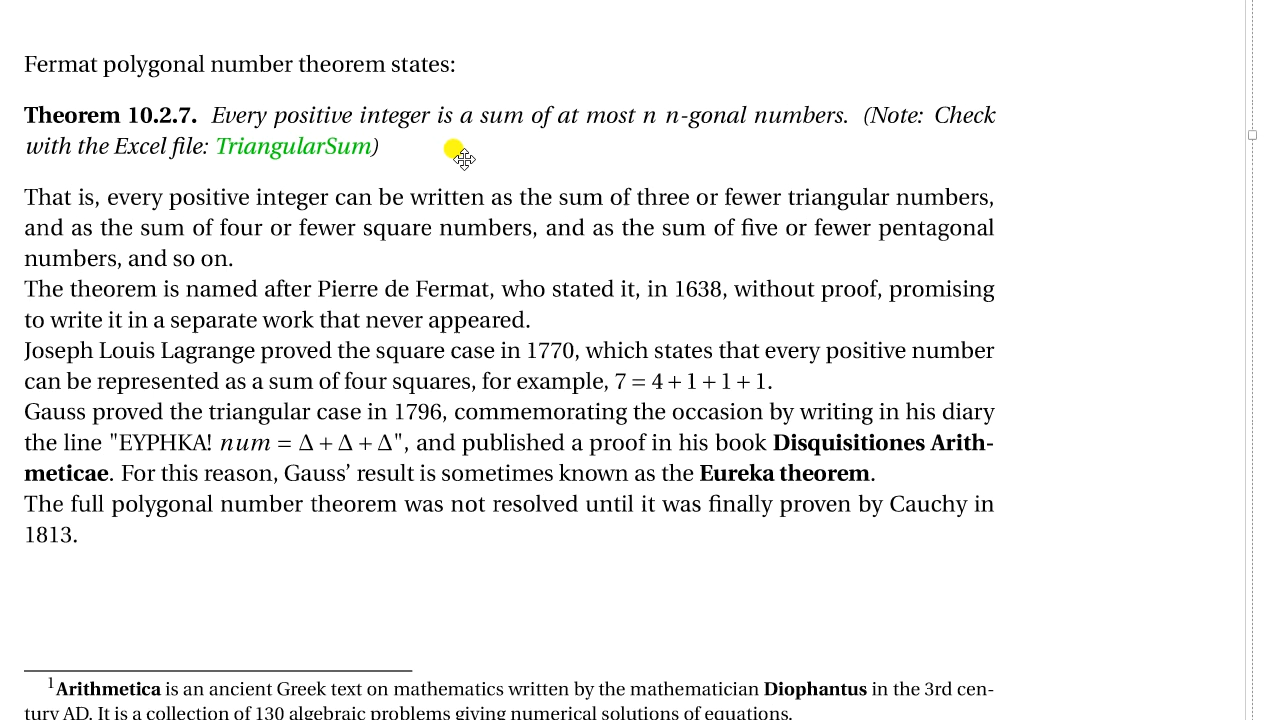 Fermat polygonal number theorem states:
Theorem 10.2.7. Every positive integer is a sum of at most n n-gonal numbers. (Note: Check
with the Excel file: TriangularSum)
That is, every positive integer can be written as the sum of three or fewer triangular numbers,
and as the sum of four or fewer square numbers, and as the sum of five or fewer pentagonal
numbers, and so on.
The theorem is named after Pierre de Fermat, who stated it, in 1638, without proof, promising
to write it in a separate work that never appeared.
Joseph Louis Lagrange proved the square case in 1770, which states that every positive number
can be represented as a sum of four squares, for example, 7 = 4 + 1 + 1 + 1.
Gauss proved the triangular case in 1796, commemorating the occasion by writing in his diary
the line "EYPHKA! num = Δ + Δ + Δ", and published a proof in his book Disquisitiones Arith-
meticae. For this reason, Gauss’ result is sometimes known as the Eureka theorem.
The full polygonal number theorem was not resolved until it was finally proven by Cauchy in
1813.
1Arithmetica is an ancient Greek text on mathematics written by the mathematician Diophantus in the 3rd cen-
tury AD. It is a collection of 130 algebraic problems giving numerical solutions of equations.